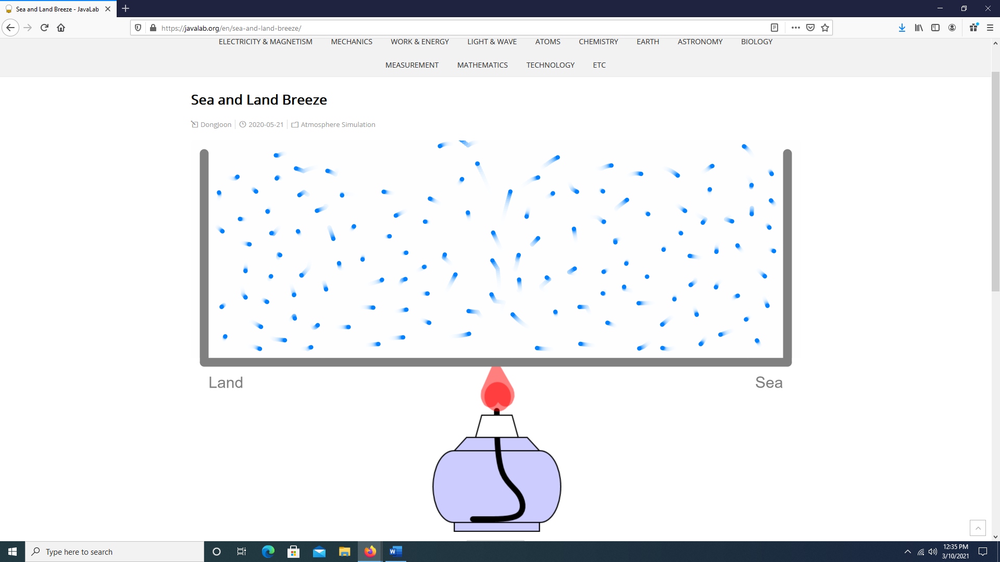 Sea and Land Breeze - JavaLab
https://javalab.org/en/sea-and-land-breeze/
ELECTRICITY & MAGNETISM MECHANICS WORK & ENERGY LIGHT & WAVE ATOMS CHEMISTRY EARTH ASTRONOMY BIOLOGY
MEASUREMENT MATHEMATICS TECHNOLOGY ETC
Sea and Land Breeze
DongJoon 2020-05-21 Atmosphere Simulation
Land Sea
Type here to search
12:35 PM
3/10/2021